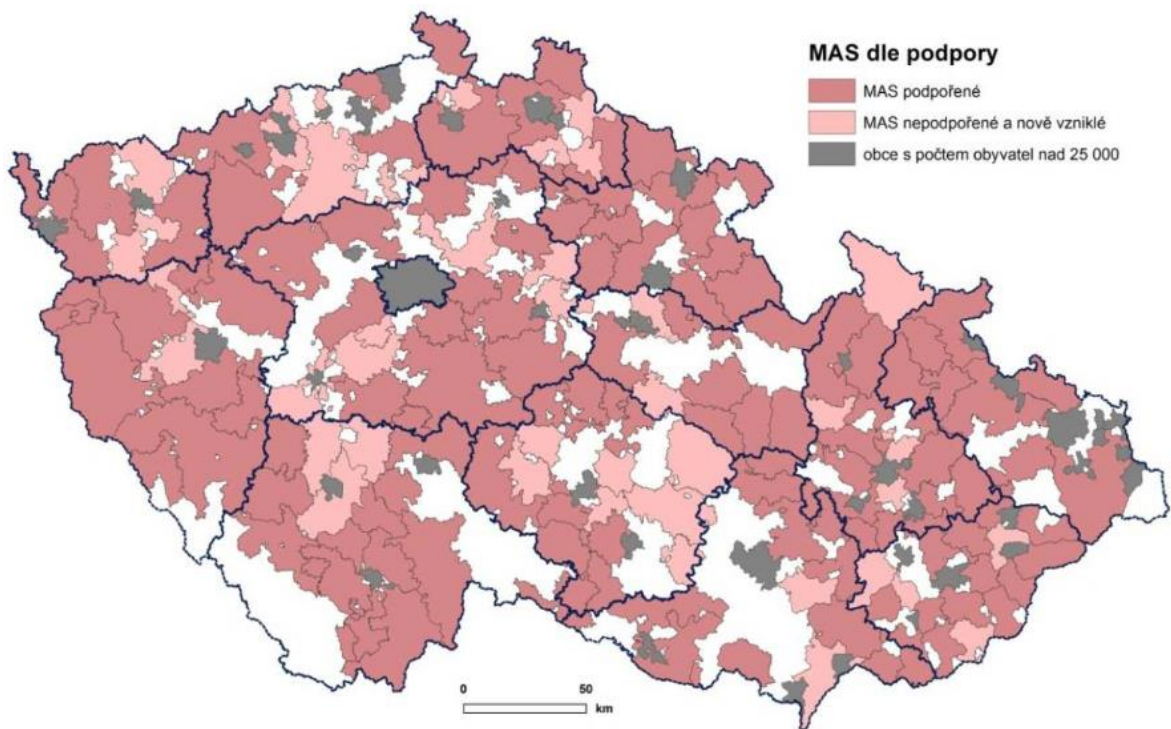 MAS dle podpory
MAS podpořené
MAS nepodpořené a nově vzniklé
obce s počtem obyvatel nad 25 000
0 50
km